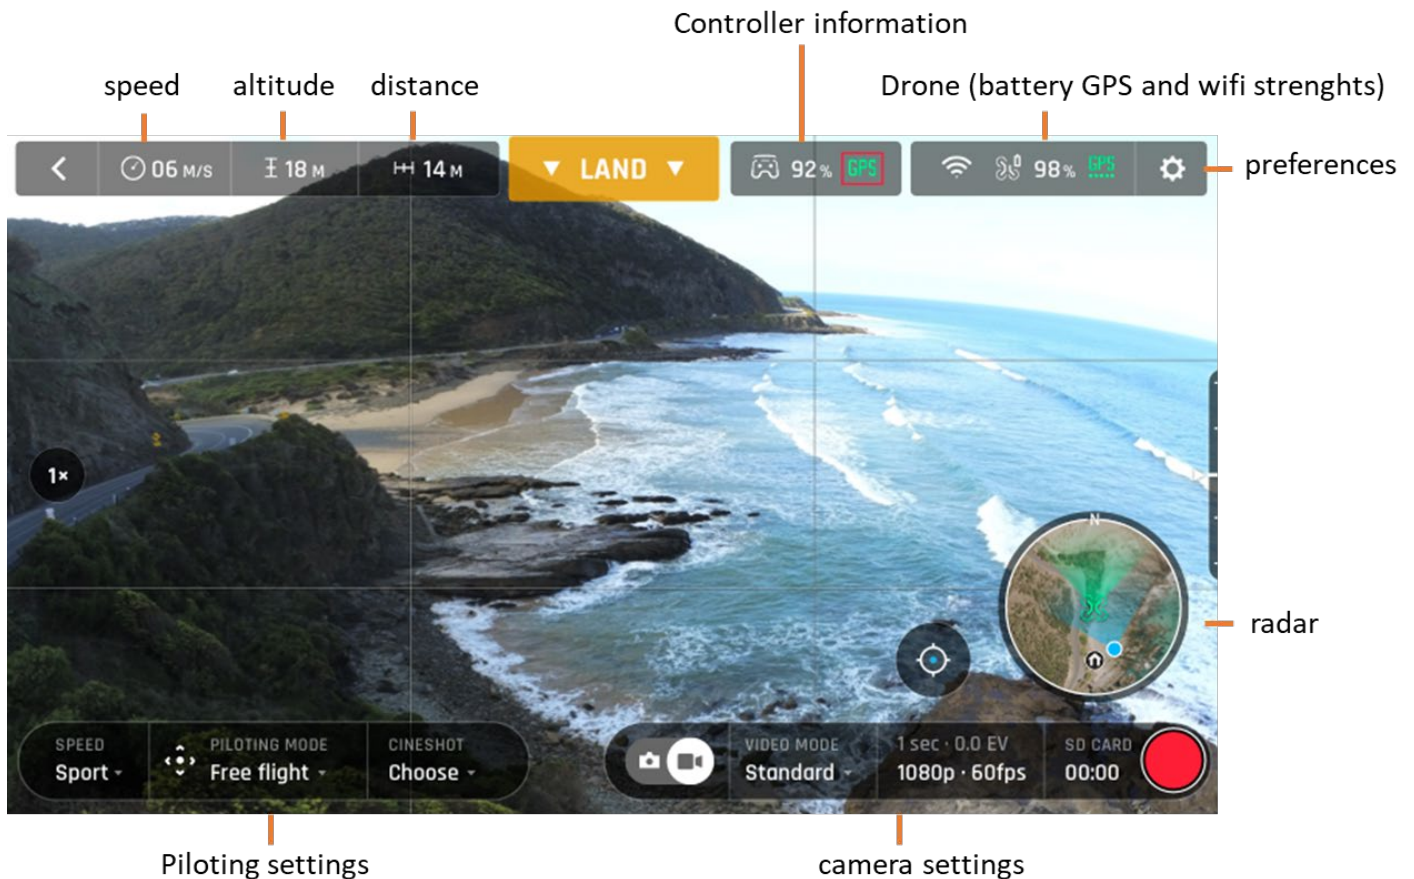 Controller information
speed altitude distance Drone (battery GPS and wifi strenghts)
06 M/S 18 M 14 M LAND 92% GPS 98% GPS
preferences
1×
N
radar
SPEED PILOTING MODE CINESHOT VIDEO MODE 1 sec · 0.0 EV SD CARD
Sport Free flight Choose Standard 1080p · 60fps 00:00
Piloting settings camera settings